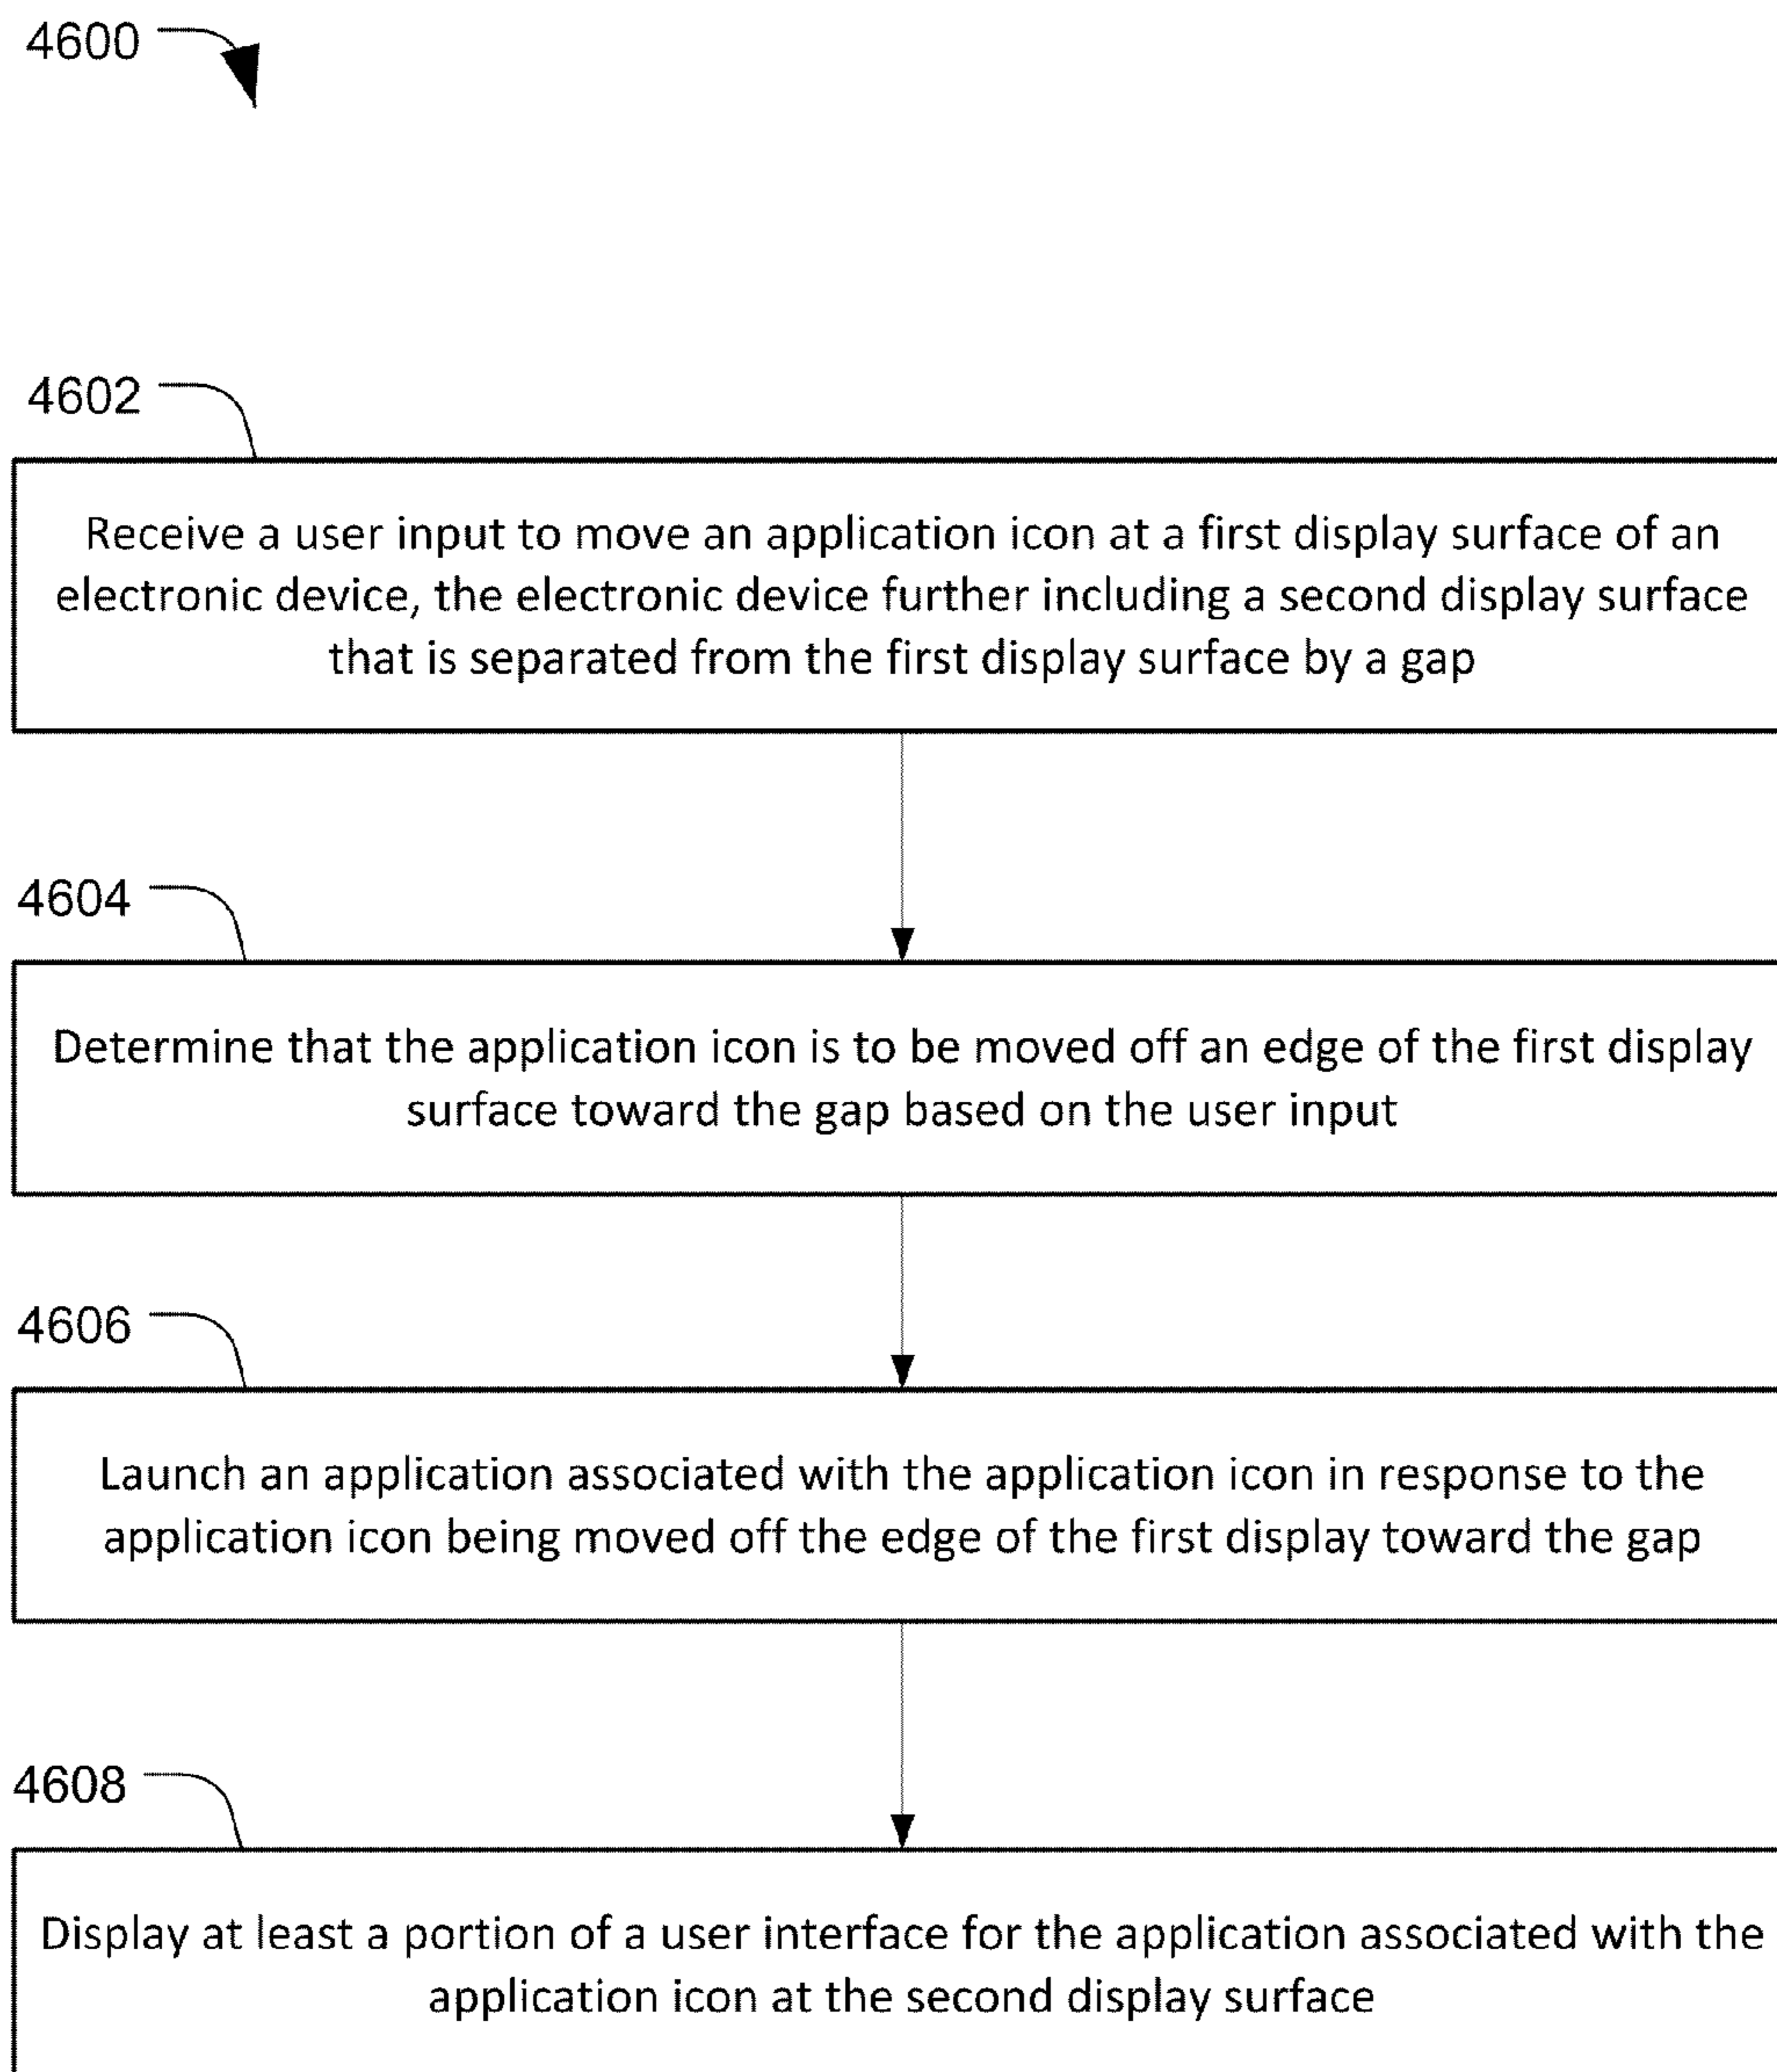 4600
4602
Receive a user input to move an application icon at a first display surface of an
electronic device, the electronic device further including a second display surface
that is separated from the first display surface by a gap
4604
Determine that the application icon is to be moved off an edge of the first display
surface toward the gap based on the user input
4606
Launch an application associated with the application icon in response to the
application icon being moved off the edge of the first display toward the gap
4608
Display at least a portion of a user interface for the application associated with the
application icon at the second display surface